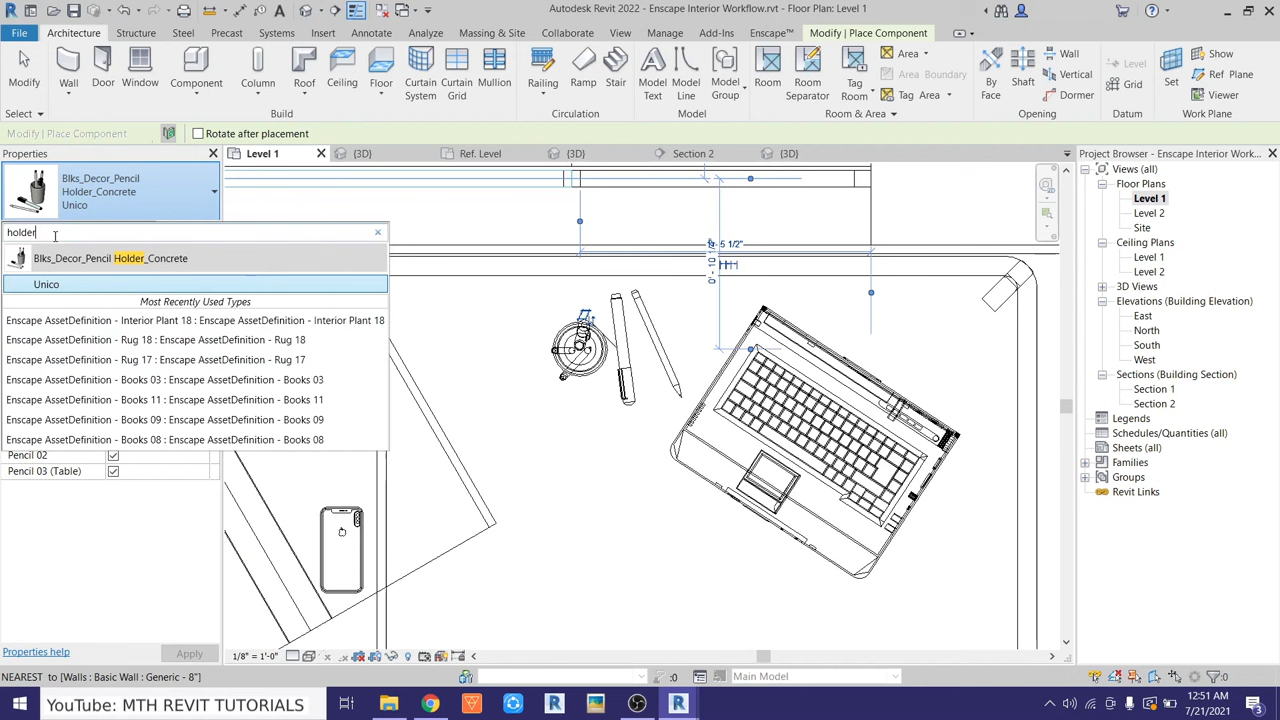 Autodesk Revit 2022 - Enscape Interior Workflow.rvt - Floor Plan: Level 1
File
Architecture
Structure
Steel
Precast
Systems
Insert
Annotate
Analyze
Massing & Site
Collaborate
View
Manage
Add-Ins
Enscape™
Modify | Place Component
Modify
Wall
Door
Window
Component
Column
Roof
Ceiling
Floor
Curtain System
Curtain Grid
Mullion
Railing
Ramp
Stair
Model Text
Model Line
Model Group
Room
Room Separator
Tag Room
Area
Area Boundary
Tag Area
By Face
Shaft
Wall
Vertical
Dormer
Level
Grid
Set
Show
Ref Plane
Viewer
Select
Build
Circulation
Model
Room & Area
Opening
Datum
Work Plane
Modify | Place Component
Rotate after placement
Properties
Level 1
{3D}
Ref. Level
{3D}
Section 2
{3D}
Project Browser - Enscape Interior Wor...
Blks_Decor_Pencil
Holder_Concrete
Unico
holder
Blks_Decor_Pencil Holder_Concrete
Unico
Most Recently Used Types
Enscape AssetDefinition - Interior Plant 18 : Enscape AssetDefinition - Interior Plant 18
Enscape AssetDefinition - Rug 18 : Enscape AssetDefinition - Rug 18
Enscape AssetDefinition - Rug 17 : Enscape AssetDefinition - Rug 17
Enscape AssetDefinition - Books 03 : Enscape AssetDefinition - Books 03
Enscape AssetDefinition - Books 11 : Enscape AssetDefinition - Books 11
Enscape AssetDefinition - Books 09 : Enscape AssetDefinition - Books 09
Enscape AssetDefinition - Books 08 : Enscape AssetDefinition - Books 08
Pencil 02
Pencil 03 (Table)
Properties help
Apply
Views (all)
Floor Plans
Level 1
Level 2
Site
Ceiling Plans
Level 1
Level 2
3D Views
Elevations (Building Elevation)
East
North
South
West
Sections (Building Section)
Section 1
Section 2
Legends
Schedules/Quantities (all)
Sheets (all)
Families
Groups
Revit Links
1/8" = 1'-0"
NEAREST to [Walls : Basic Wall : Generic - 8"]
:0
Main Model
:0
YouTube: MTH REVIT TUTORIALS
12:51 AM
7/21/2021
3